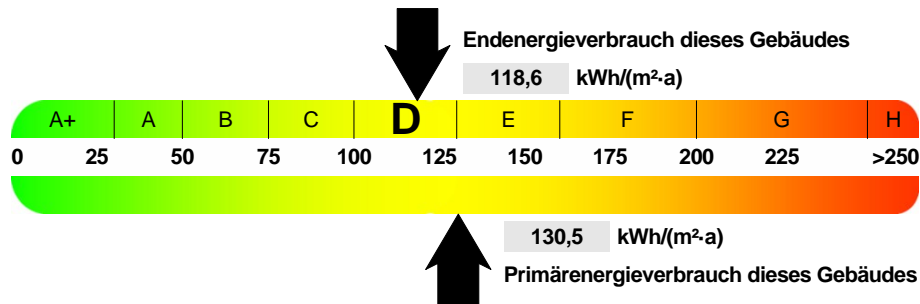 Endenergieverbrauch dieses Gebäudes
118,6 kWh/(m²·a)
A+ A B C D E F G H
0 25 50 75 100 125 150 175 200 225 >250
130,5 kWh/(m²·a)
Primärenergieverbrauch dieses Gebäudes